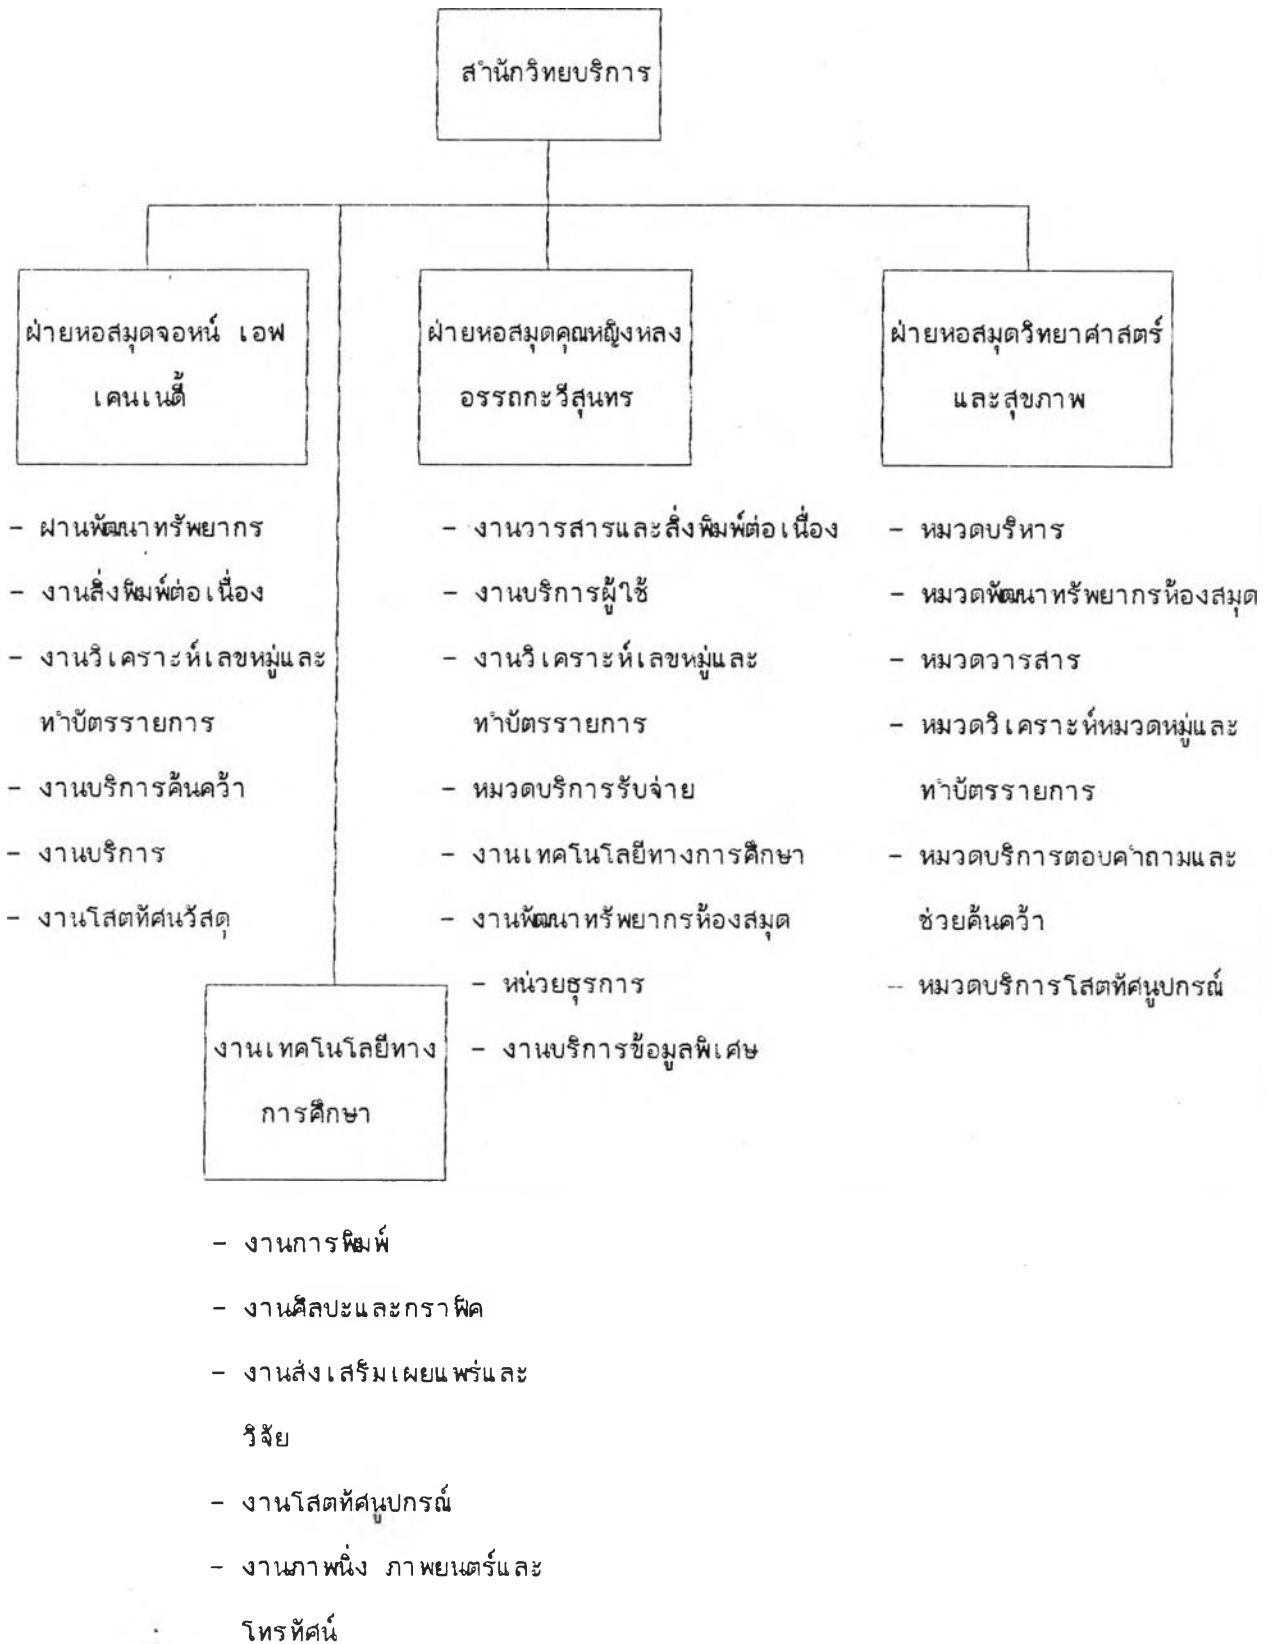 สำนักวิทยบริการ
ฝ่ายหอสมุดจอหน์ เอฟ
เคนเนดี้
ฝ่ายหอสมุดคุณหญิงหลง
อรรถกะวีสุนทร
ฝ่ายหอสมุดวิทยาศาสตร์
และสุขภาพ
- ฝานพัฒนาทรัพยากร
- งานสิ่งพิมพ์ต่อเนื่อง
- งานวิเคราะห์เลขหมู่และ
ทำบัตรรายการ
- งานบริการค้นคว้า
- งานบริการ
- งานโสตทัศนวัสดุ
- งานวารสารและสิ่งพิมพ์ต่อเนื่อง
- งานบริการผู้ใช้
- งานวิเคราะห์เลขหมู่และ
ทำบัตรรายการ
- หมวดบริการรับจ่าย
- งานเทคโนโลยีทางการศึกษา
- งานพัฒนาทรัพยากรห้องสมุด
- หน่วยธุรการ
- งานบริการข้อมูลพิเศษ
- หมวดบริหาร
- หมวดพัฒนาทรัพยากรห้องสมุด
- หมวดวารสาร
- หมวดวิเคราะห์หมวดหมู่และ
ทำบัตรรายการ
- หมวดบริการตอบคำถามและ
ช่วยค้นคว้า
- หมวดบริการโสตทัศนูปกรณ์
งานเทคโนโลยีทาง
การศึกษา
- งานการพิมพ์
- งานศิลปะและกราฟิค
- งานส่งเสริมเผยแพร่และ
วิจัย
- งานโสตทัศนูปกรณ์
- งานภาพนิ่ง ภาพยนตร์และ
โทรทัศน์